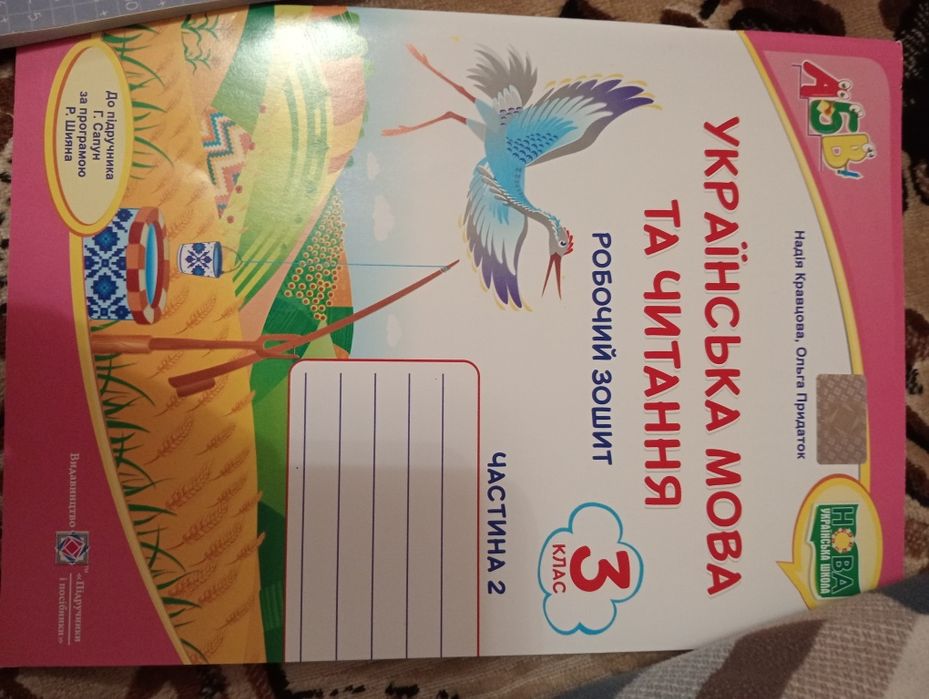 АБВ
Надія Кравцова, Ольга Придаток
НОВА
УКРАЇНСЬКА ШКОЛА
УКРАЇНСЬКА МОВА
ТА ЧИТАННЯ
РОБОЧИЙ ЗОШИТ
3
КЛАС
ЧАСТИНА 2
До підручника
Г. Сапун
за програмою
Р. Шияна
Видавництво
TM
«Підручники
і посібники»